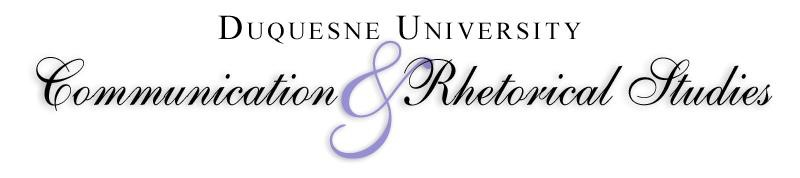 Duquesne University
Communication & Rhetorical Studies